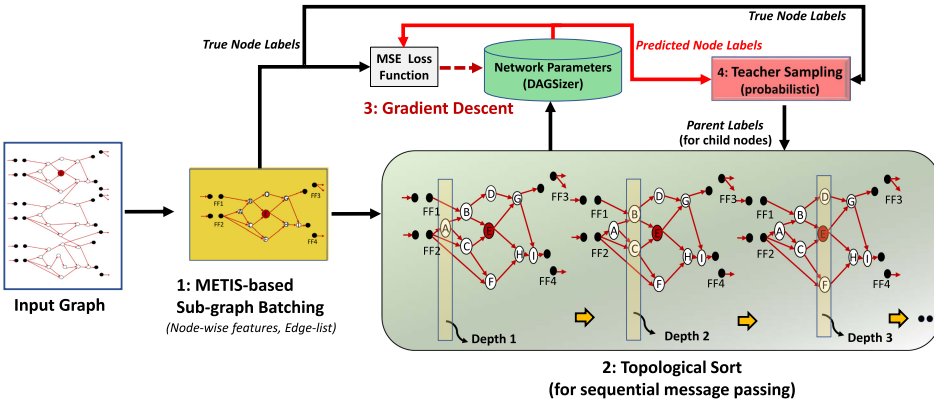 True Node Labels
True Node Labels
MSE Loss
Function
Network Parameters
(DAGSizer)
Predicted Node Labels
4: Teacher Sampling
(probabilistic)
3: Gradient Descent
Parent Labels
(for child nodes)
Input Graph
FF1
FF2
FF3
FF4
1: METIS-based
Sub-graph Batching
(Node-wise features, Edge-list)
FF1
FF2
FF3
FF4
A
B
C
D
E
F
G
H
I
Depth 1
FF1
FF2
FF3
FF4
A
B
C
D
E
F
G
H
I
Depth 2
FF1
FF2
FF3
FF4
A
B
C
D
E
F
G
H
I
Depth 3
2: Topological Sort
(for sequential message passing)